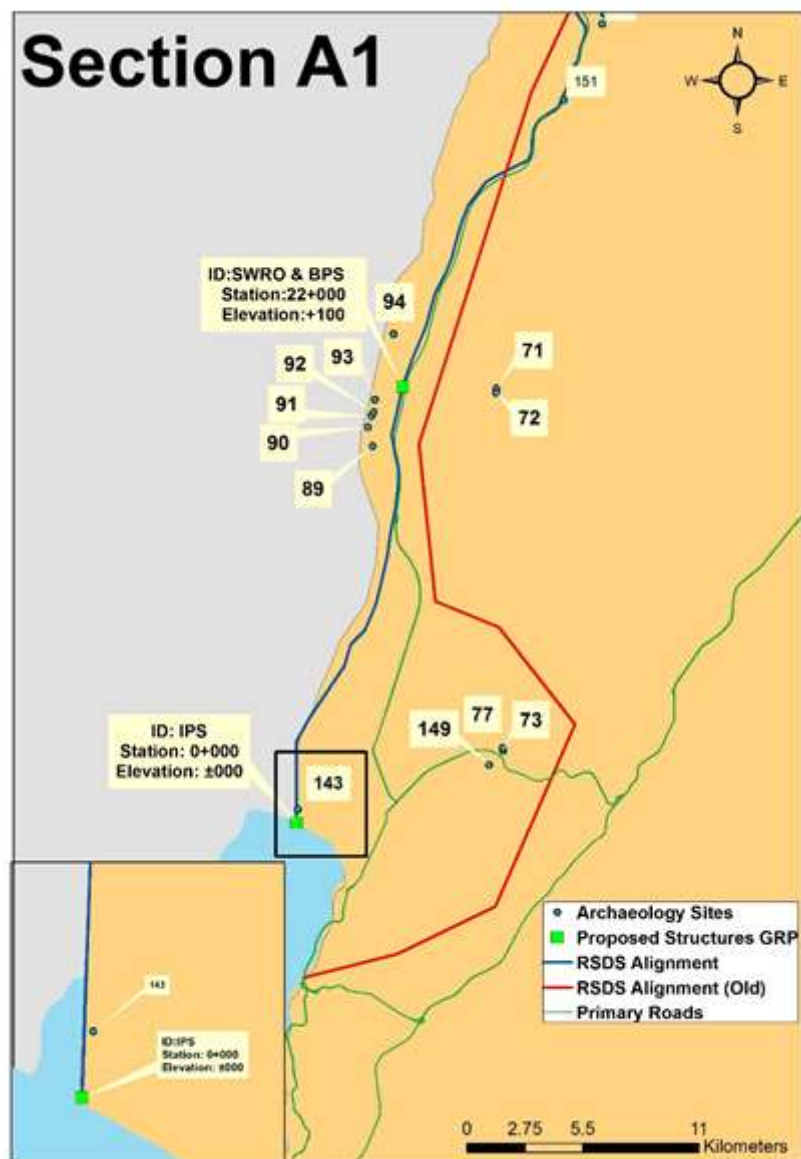 Section A1
N
W E
S
151
ID:SWRO & BPS
Station:22+000
Elevation:+100
94
93
92
91
90
89
71
72
ID: IPS
Station: 0+000
Elevation: ±000
143
149
77
73
143
ID:IPS
Station: 0+000
Elevation: ±000
Archaeology Sites
Proposed Structures GRP
RSDS Alignment
RSDS Alignment (Old)
Primary Roads
0 2.75 5.5 11
Kilometers